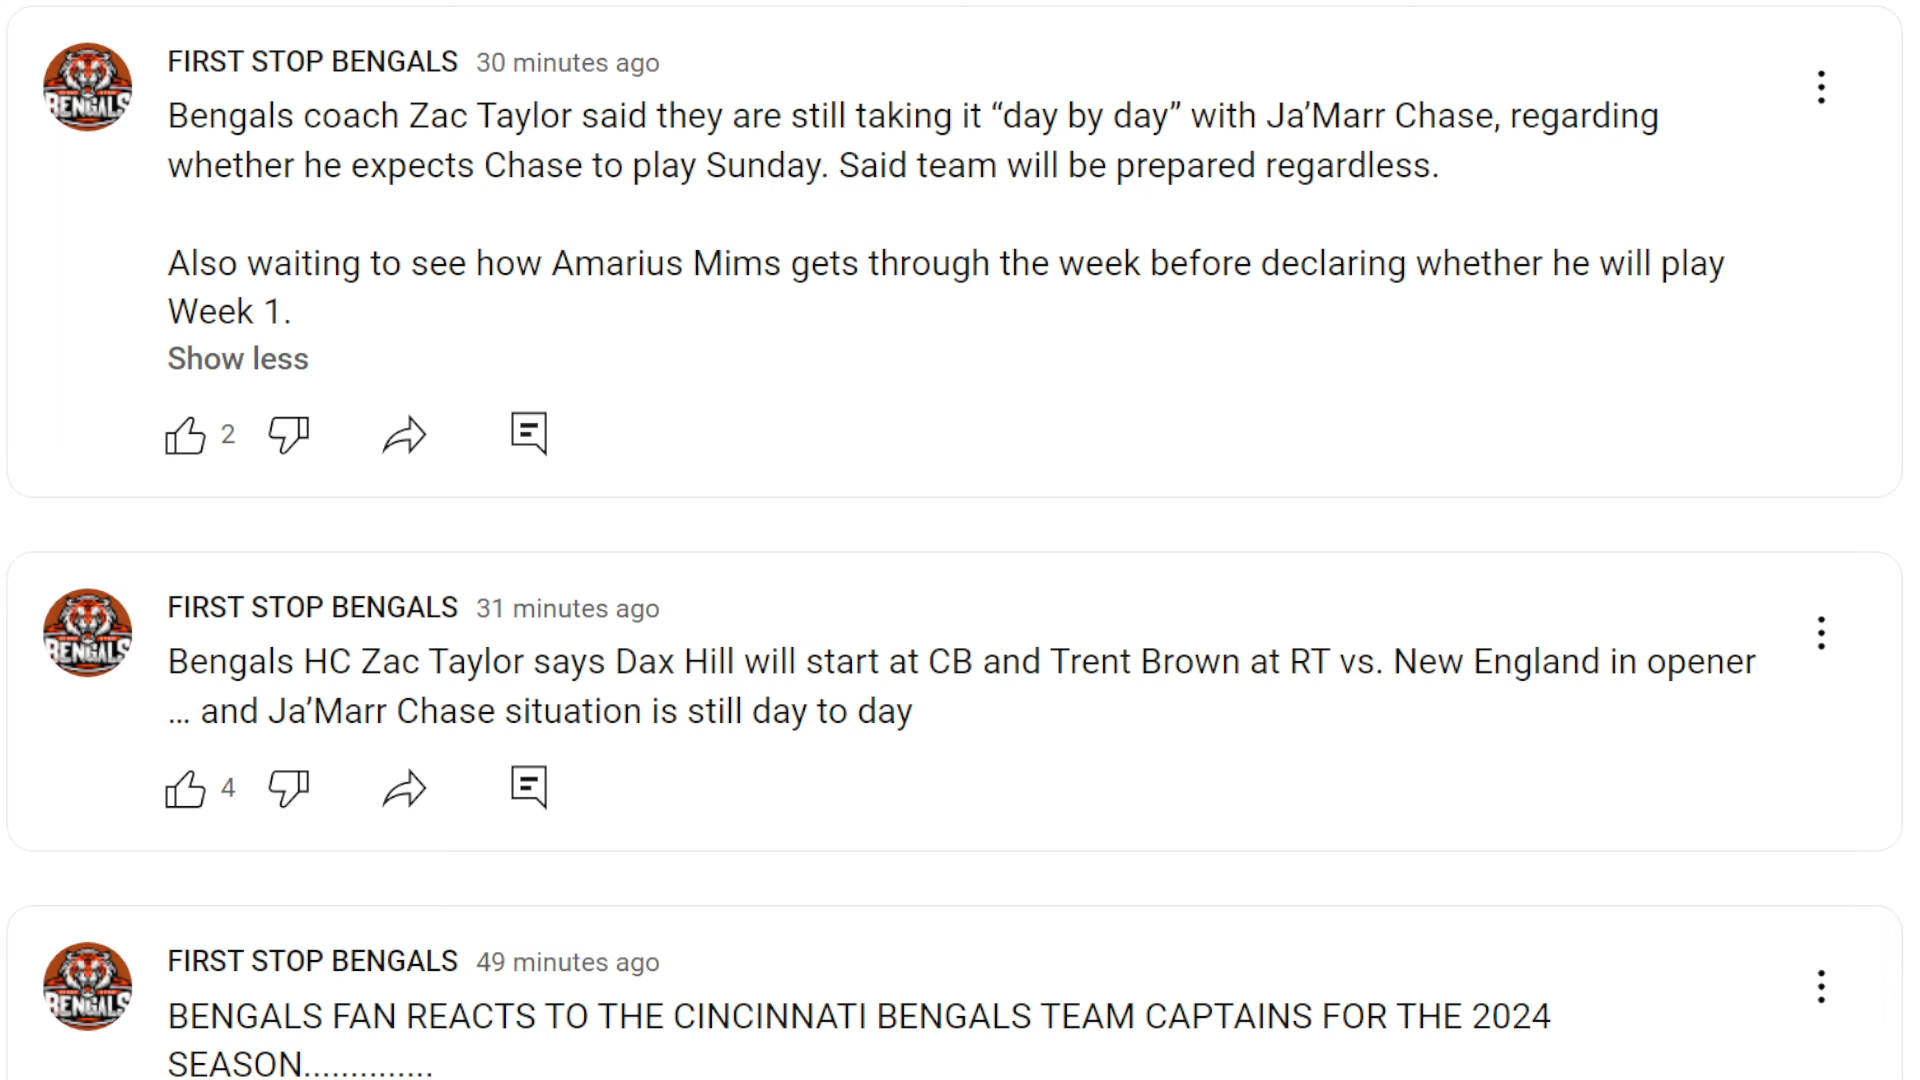 FIRST STOP BENGALS 30 minutes ago
Bengals coach Zac Taylor said they are still taking it “day by day” with Ja’Marr Chase, regarding
whether he expects Chase to play Sunday. Said team will be prepared regardless.
Also waiting to see how Amarius Mims gets through the week before declaring whether he will play
Week 1.
Show less
2
BENGALS
FIRST STOP BENGALS 31 minutes ago
Bengals HC Zac Taylor says Dax Hill will start at CB and Trent Brown at RT vs. New England in opener
... and Ja’Marr Chase situation is still day to day
4
BENGALS
FIRST STOP BENGALS 49 minutes ago
BENGALS FAN REACTS TO THE CINCINNATI BENGALS TEAM CAPTAINS FOR THE 2024
SEASON..............
BENGALS